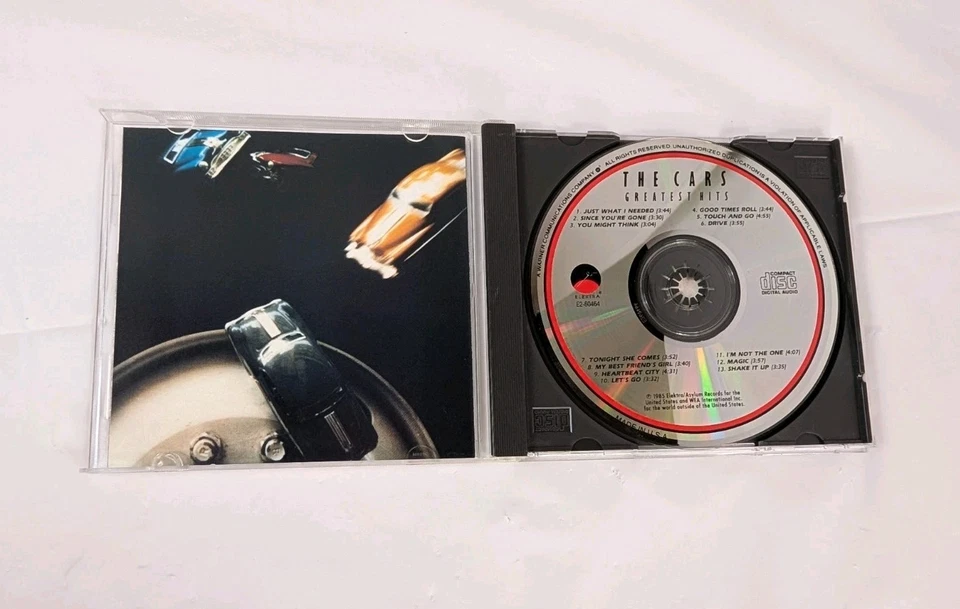 A WARNER COMMUNICATIONS COMPANY ALL RIGHTS RESERVED. UNAUTHORIZED DUPLICATION IS A VIOLATION OF APPLICABLE LAWS
THE CARS
GREATEST HITS
1. JUST WHAT I NEEDED (3:44)
2. SINCE YOU'RE GONE (3:30)
3. YOU MIGHT THINK (3:04)
4. GOOD TIMES ROLL (3:44)
5. TOUCH AND GO (4:53)
6. DRIVE (3:55)
ELEKTRA
E2-60464
COMPACT
disc
DIGITAL AUDIO
7. TONIGHT SHE COMES (3:52)
8. MY BEST FRIEND'S GIRL (3:40)
9. HEARTBEAT CITY (4:31)
10. LET'S GO (3:32)
11. I'M NOT THE ONE (4:07)
12. MAGIC (3:57)
13. SHAKE IT UP (3:35)
℗ 1985 Elektra/Asylum Records for the
United States and WEA International Inc.
for the world outside of the United States.
MADE IN U.S.A.
disc